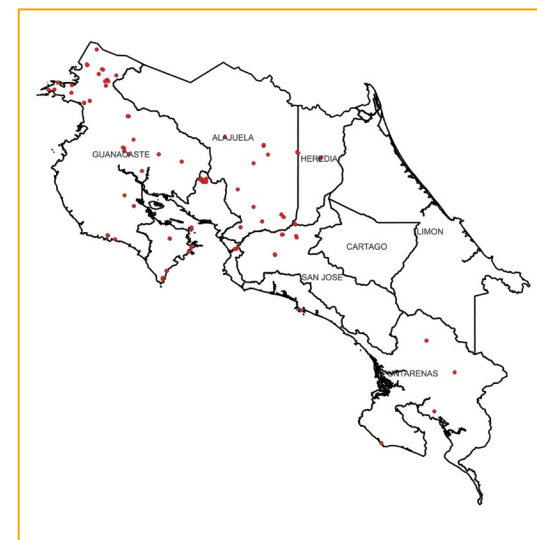 ALAJUELA
GUANACASTE
HEREDIA
LIMON
CARTAGO
SAN JOSE
PUNTARENAS